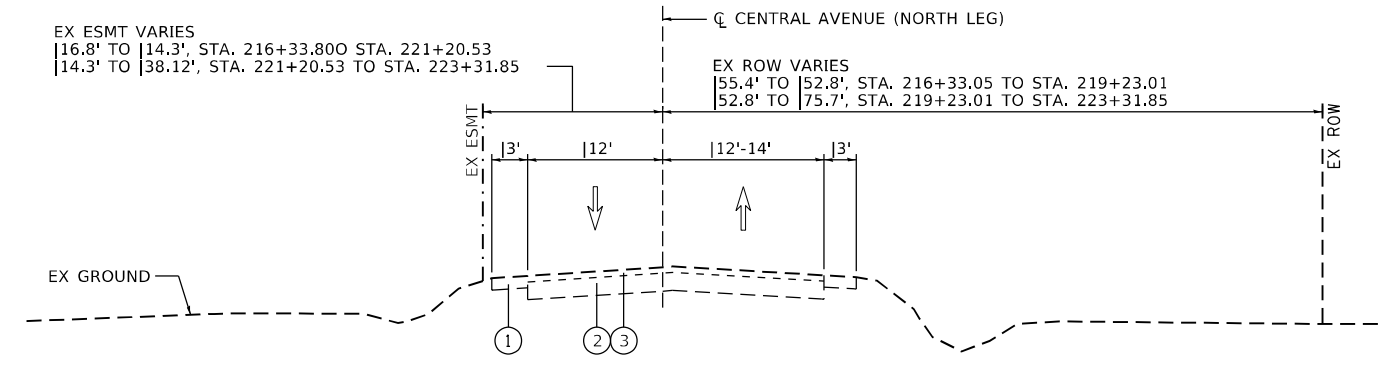 ℄ CENTRAL AVENUE (NORTH LEG)
EX ESMT VARIES
|16.8' TO |14.3', STA. 216+33.80O STA. 221+20.53
|14.3' TO |38.12', STA. 221+20.53 TO STA. 223+31.85
EX ROW VARIES
|55.4' TO |52.8', STA. 216+33.05 TO STA. 219+23.01
52.8' TO |75.7', STA. 219+23.01 TO STA. 223+31.85
EX ESMT
EX ROW
|3'
|12'
|12'-14'
|3'
EX GROUND
1
2
3